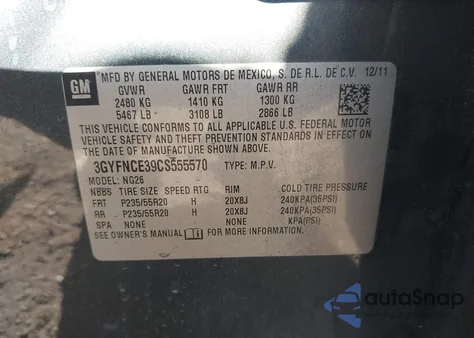 GM
MFD BY GENERAL MOTORS DE MEXICO, S. DE R.L. DE C.V. 12/11
GVWR GAWR FRT GAWR RR
2480 KG 1410 KG 1300 KG
5467 LB 3108 LB 2866 LB
THIS VEHICLE CONFORMS TO ALL APPLICABLE
U.S. FEDERAL MOTOR VEHICLE SAFETY AND THEFT
PREVENTION STANDARDS IN EFFECT ON THE DATE
OF MANUFACTURE SHOWN ABOVE.
3GYFNCE39CS555570 TYPE: M.P.V.
MODEL: NG26
TIRE SIZE SPEED RTG RIM COLD TIRE PRESSURE
FRT - P235/55R20 H 20X8J 240KPA(35PSI)
RR - P235/55R20 H 20X8J 240KPA(35PSI)
SPA NONE NONE NONE KPA(PSI)
SEE OWNER'S MANUAL FOR MORE INFORMATION.
autoSnap